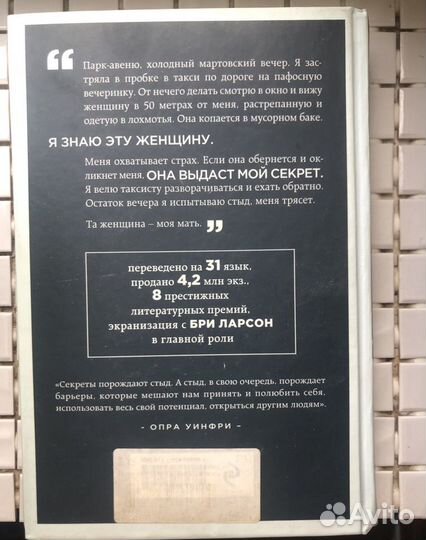 “
Парк-авеню, холодный мартовский вечер. Я зас-
тряла в пробке в такси по дороге на пафосную
вечеринку. От нечего делать смотрю в окно и вижу
женщину в 50 метрах от меня, растрепанную и
одетую в лохмотья. Она копается в мусорном баке.
Я ЗНАЮ ЭТУ ЖЕНЩИНУ.
Меня охватывает страх. Если она обернется и ок-
ликнет меня, ОНА ВЫДАСТ МОЙ СЕКРЕТ.
Я велю таксисту разворачиваться и ехать обратно.
Остаток вечера я испытываю стыд, меня трясет.
Та женщина – моя мать. ”
переведено на 31 язык,
продано 4,2 млн экз.,
8 престижных
литературных премий,
экранизация с БРИ ЛАРСОН
в главной роли
«Секреты порождают стыд. А стыд, в свою очередь, порождает
барьеры, которые мешают нам принять и полюбить себя,
использовать весь свой потенциал, открыться другим людям».
- ОПРА УИНФРИ -
Avito